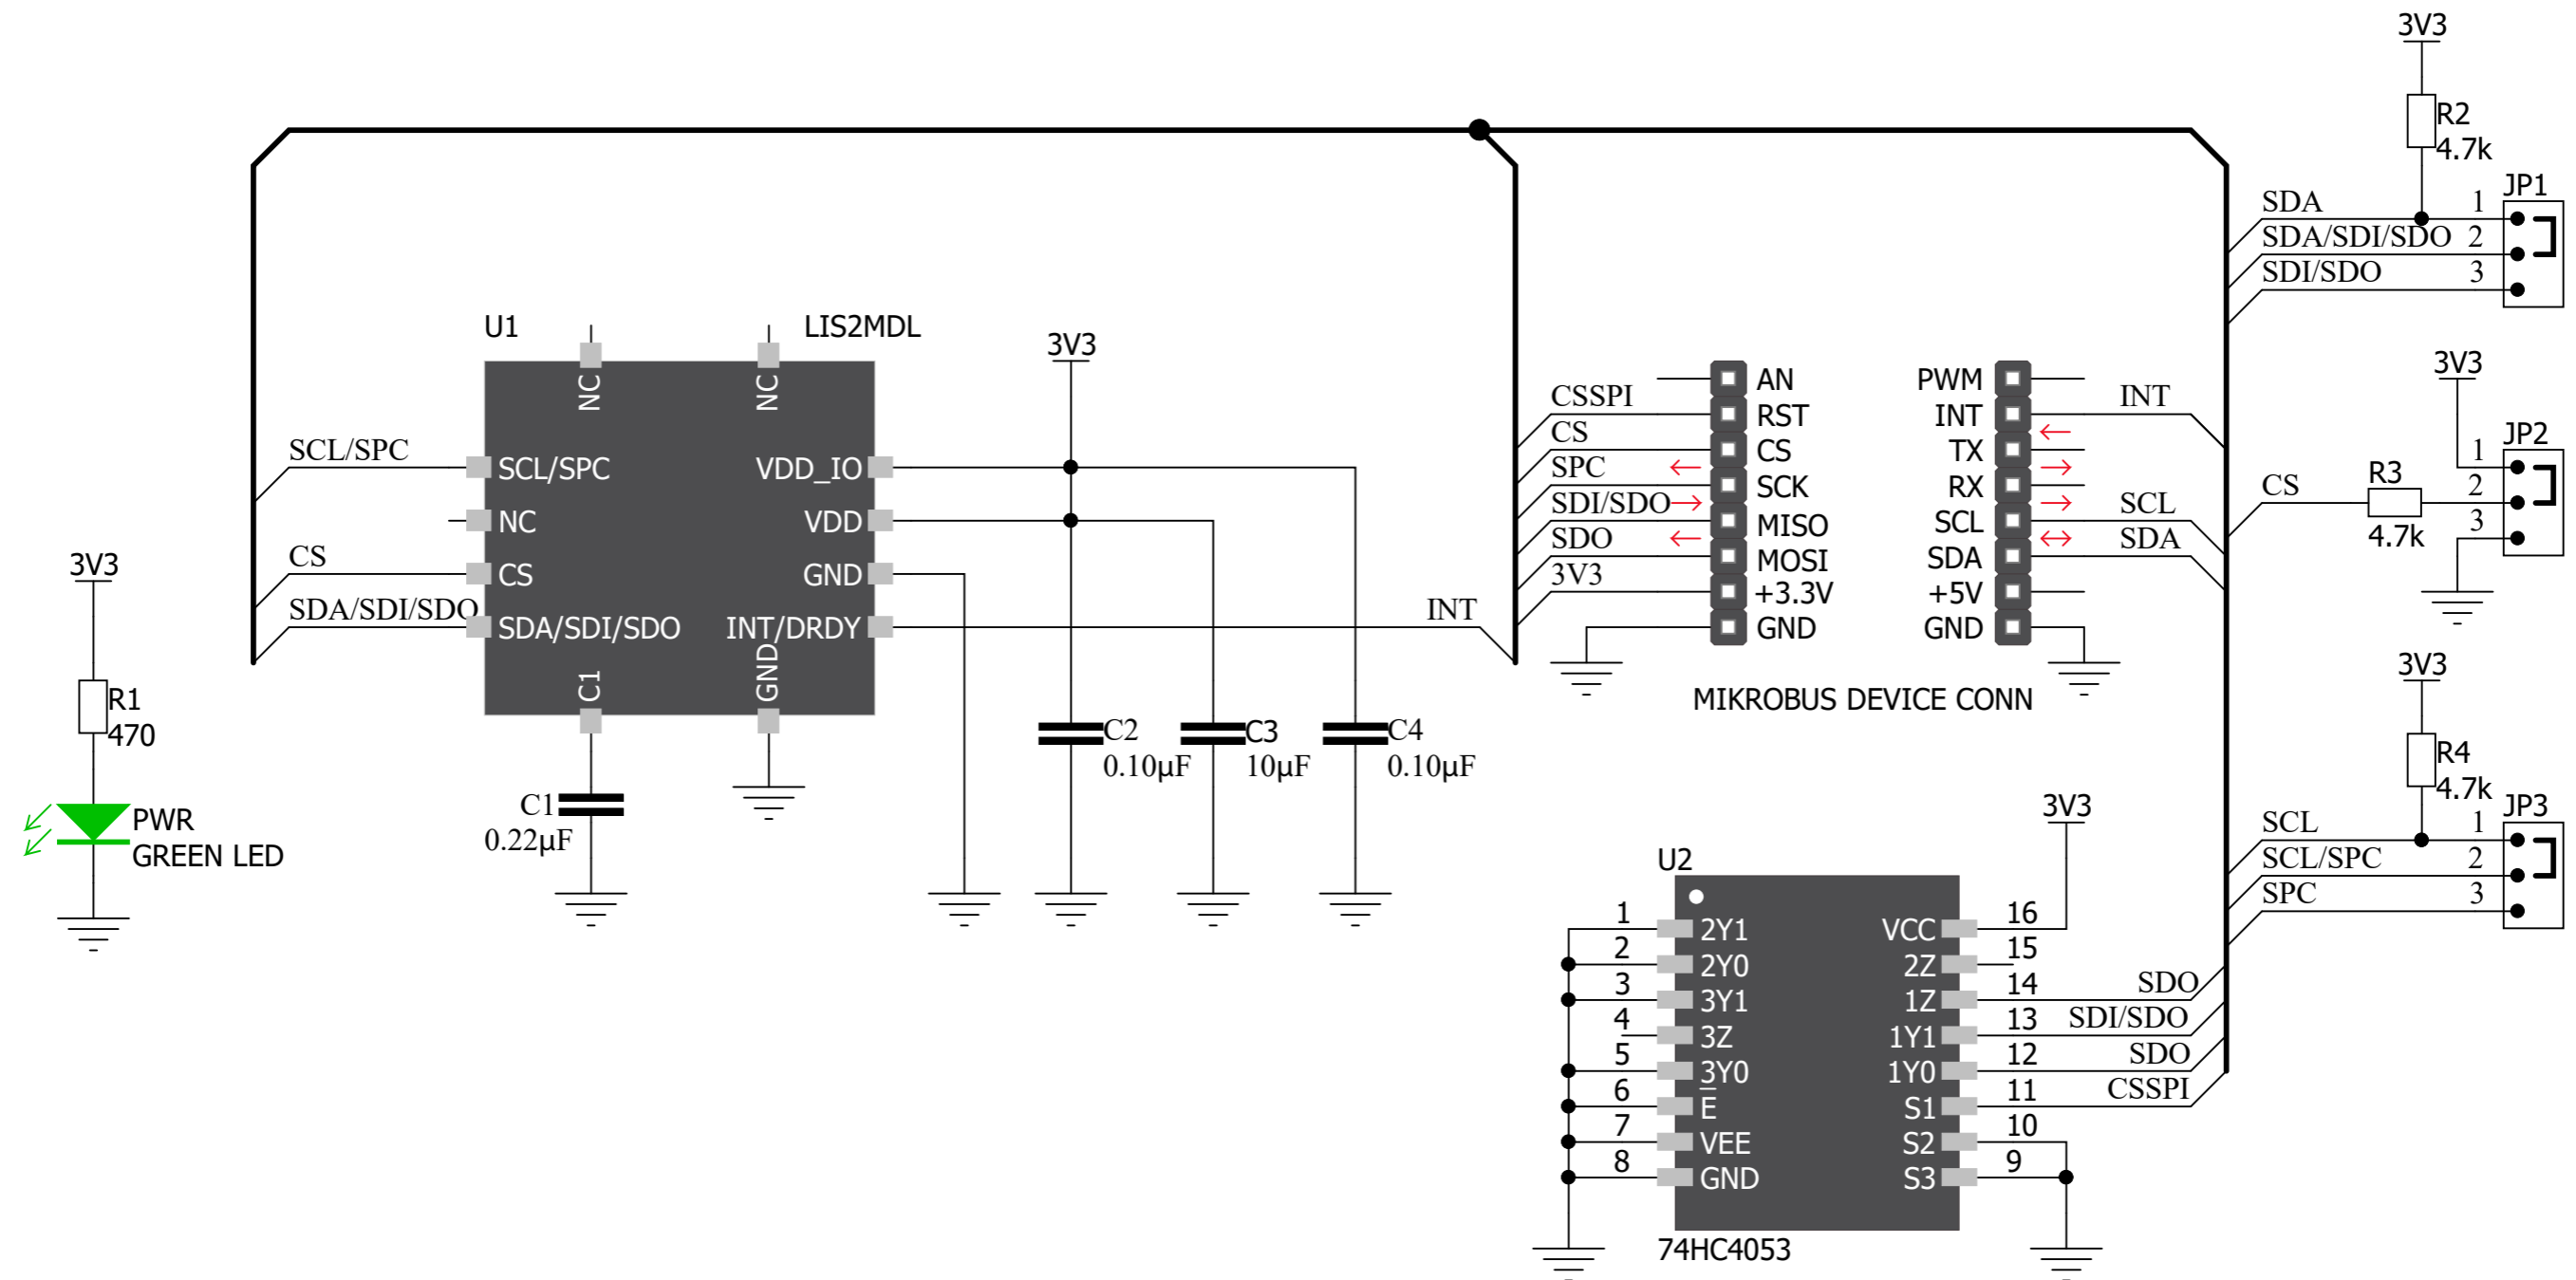 3V3
R1
470
PWR
GREEN LED
U1
LIS2MDL
NC
NC
SCL/SPC
CS
SDA/SDI/SDO
SCL/SPC
NC
CS
SDA/SDI/SDO
VDD_IO
VDD
GND
INT/DRDY
C1
GND
C1
0.22µF
3V3
C2
0.10µF
C3
10µF
C4
0.10µF
INT
CSSPI
CS
SPC
SDI/SDO
SDO
3V3
AN
RST
CS
SCK
MISO
MOSI
+3.3V
GND
PWM
INT
TX
RX
SCL
SDA
+5V
GND
INT
SCL
SDA
MIKROBUS DEVICE CONN
3V3
R2
4.7k
JP1
SDA 1
SDA/SDI/SDO 2
SDI/SDO 3
3V3
JP2
1
CS
R3
4.7k
2
3
3V3
R4
4.7k
JP3
SCL 1
SCL/SPC 2
SPC 3
3V3
U2
1 2Y1
2 2Y0
3 3Y1
4 3Z
5 3Y0
6 E
7 VEE
8 GND
VCC 16
2Z 15
1Z 14 SDO
1Y1 13 SDI/SDO
1Y0 12 SDO
S1 11 CSSPI
S2 10
S3 9
74HC4053